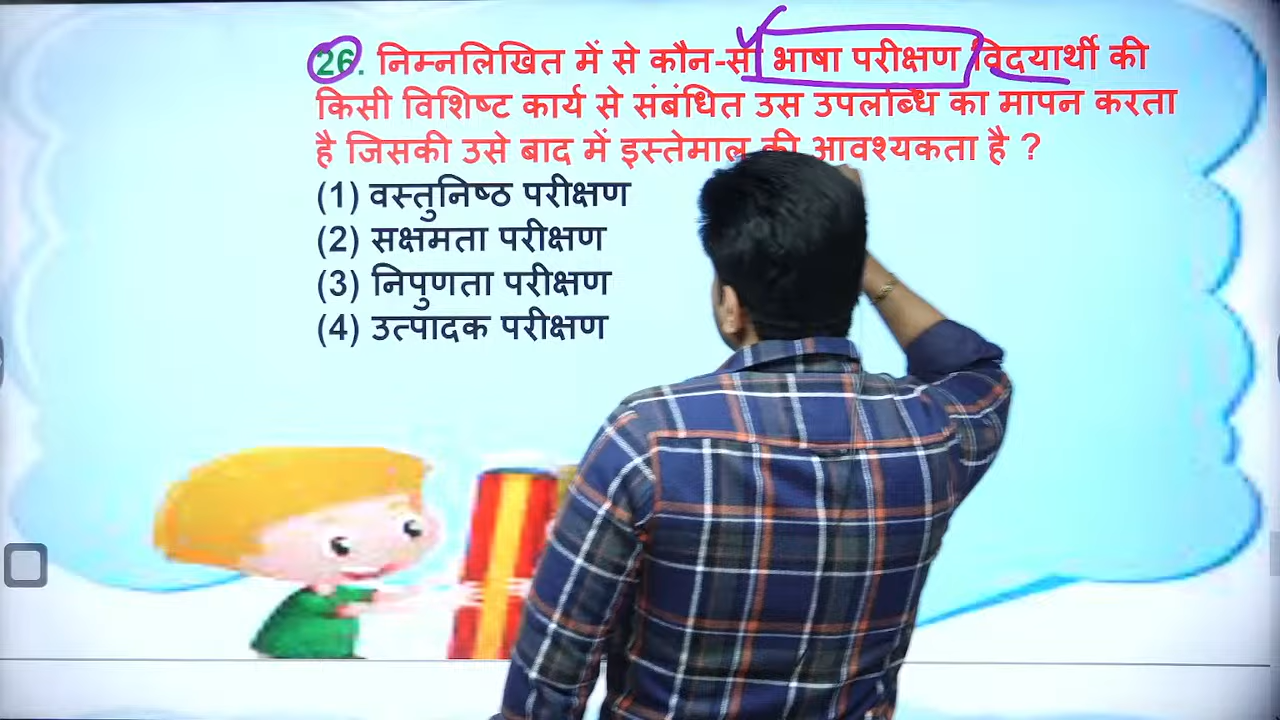 26. निम्नलिखित में से कौन-सा भाषा परीक्षण विदयार्थी की
किसी विशिष्ट कार्य से संबंधित उस उपलब्धि का मापन करता
है जिसकी उसे बाद में इस्तेमाल की आवश्यकता है ?
(1) वस्तुनिष्ठ परीक्षण
(2) सक्षमता परीक्षण
(3) निपुणता परीक्षण
(4) उत्पादक परीक्षण